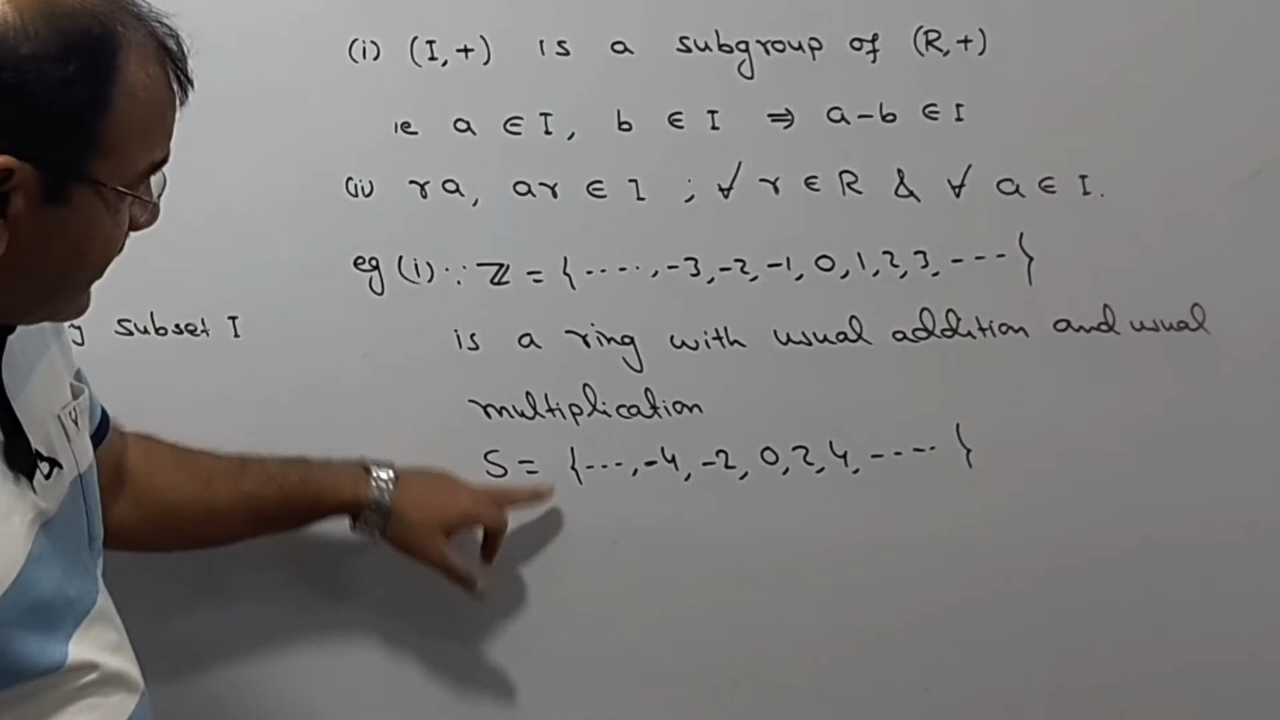 (i) (I,+) is a subgroup of (R,+)
ie a ∈ I, b ∈ I ⇒ a-b ∈ I
(ii) ra, ar ∈ I ; ∀ r ∈ R & ∀ a ∈ I.
eg (i) ∵ ℤ = {....., -3, -2, -1, 0, 1, 2, 3, ----}
subset I
is a ring with usual addition and usual
multiplication
S = {---, -4, -2, 0, 2, 4, ----- }